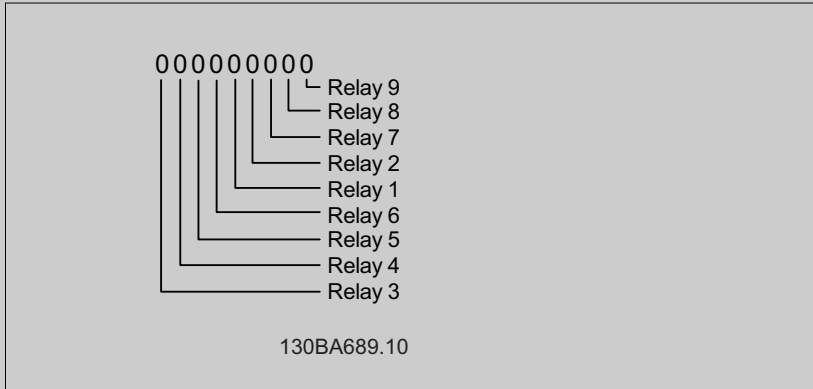 000000000
Relay 9
Relay 8
Relay 7
Relay 2
Relay 1
Relay 6
Relay 5
Relay 4
Relay 3
130BA689.10